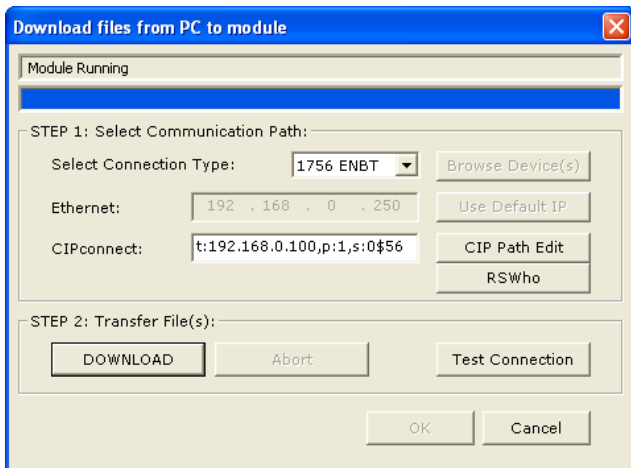 Download files from PC to module
Module Running
STEP 1: Select Communication Path:
Select Connection Type: 1756 ENBT Browse Device(s)
Ethernet: 192 . 168 . 0 . 250 Use Default IP
CIPconnect: t:192.168.0.100,p:1,s:0$56 CIP Path Edit
RSWho
STEP 2: Transfer File(s):
DOWNLOAD Abort Test Connection
OK Cancel